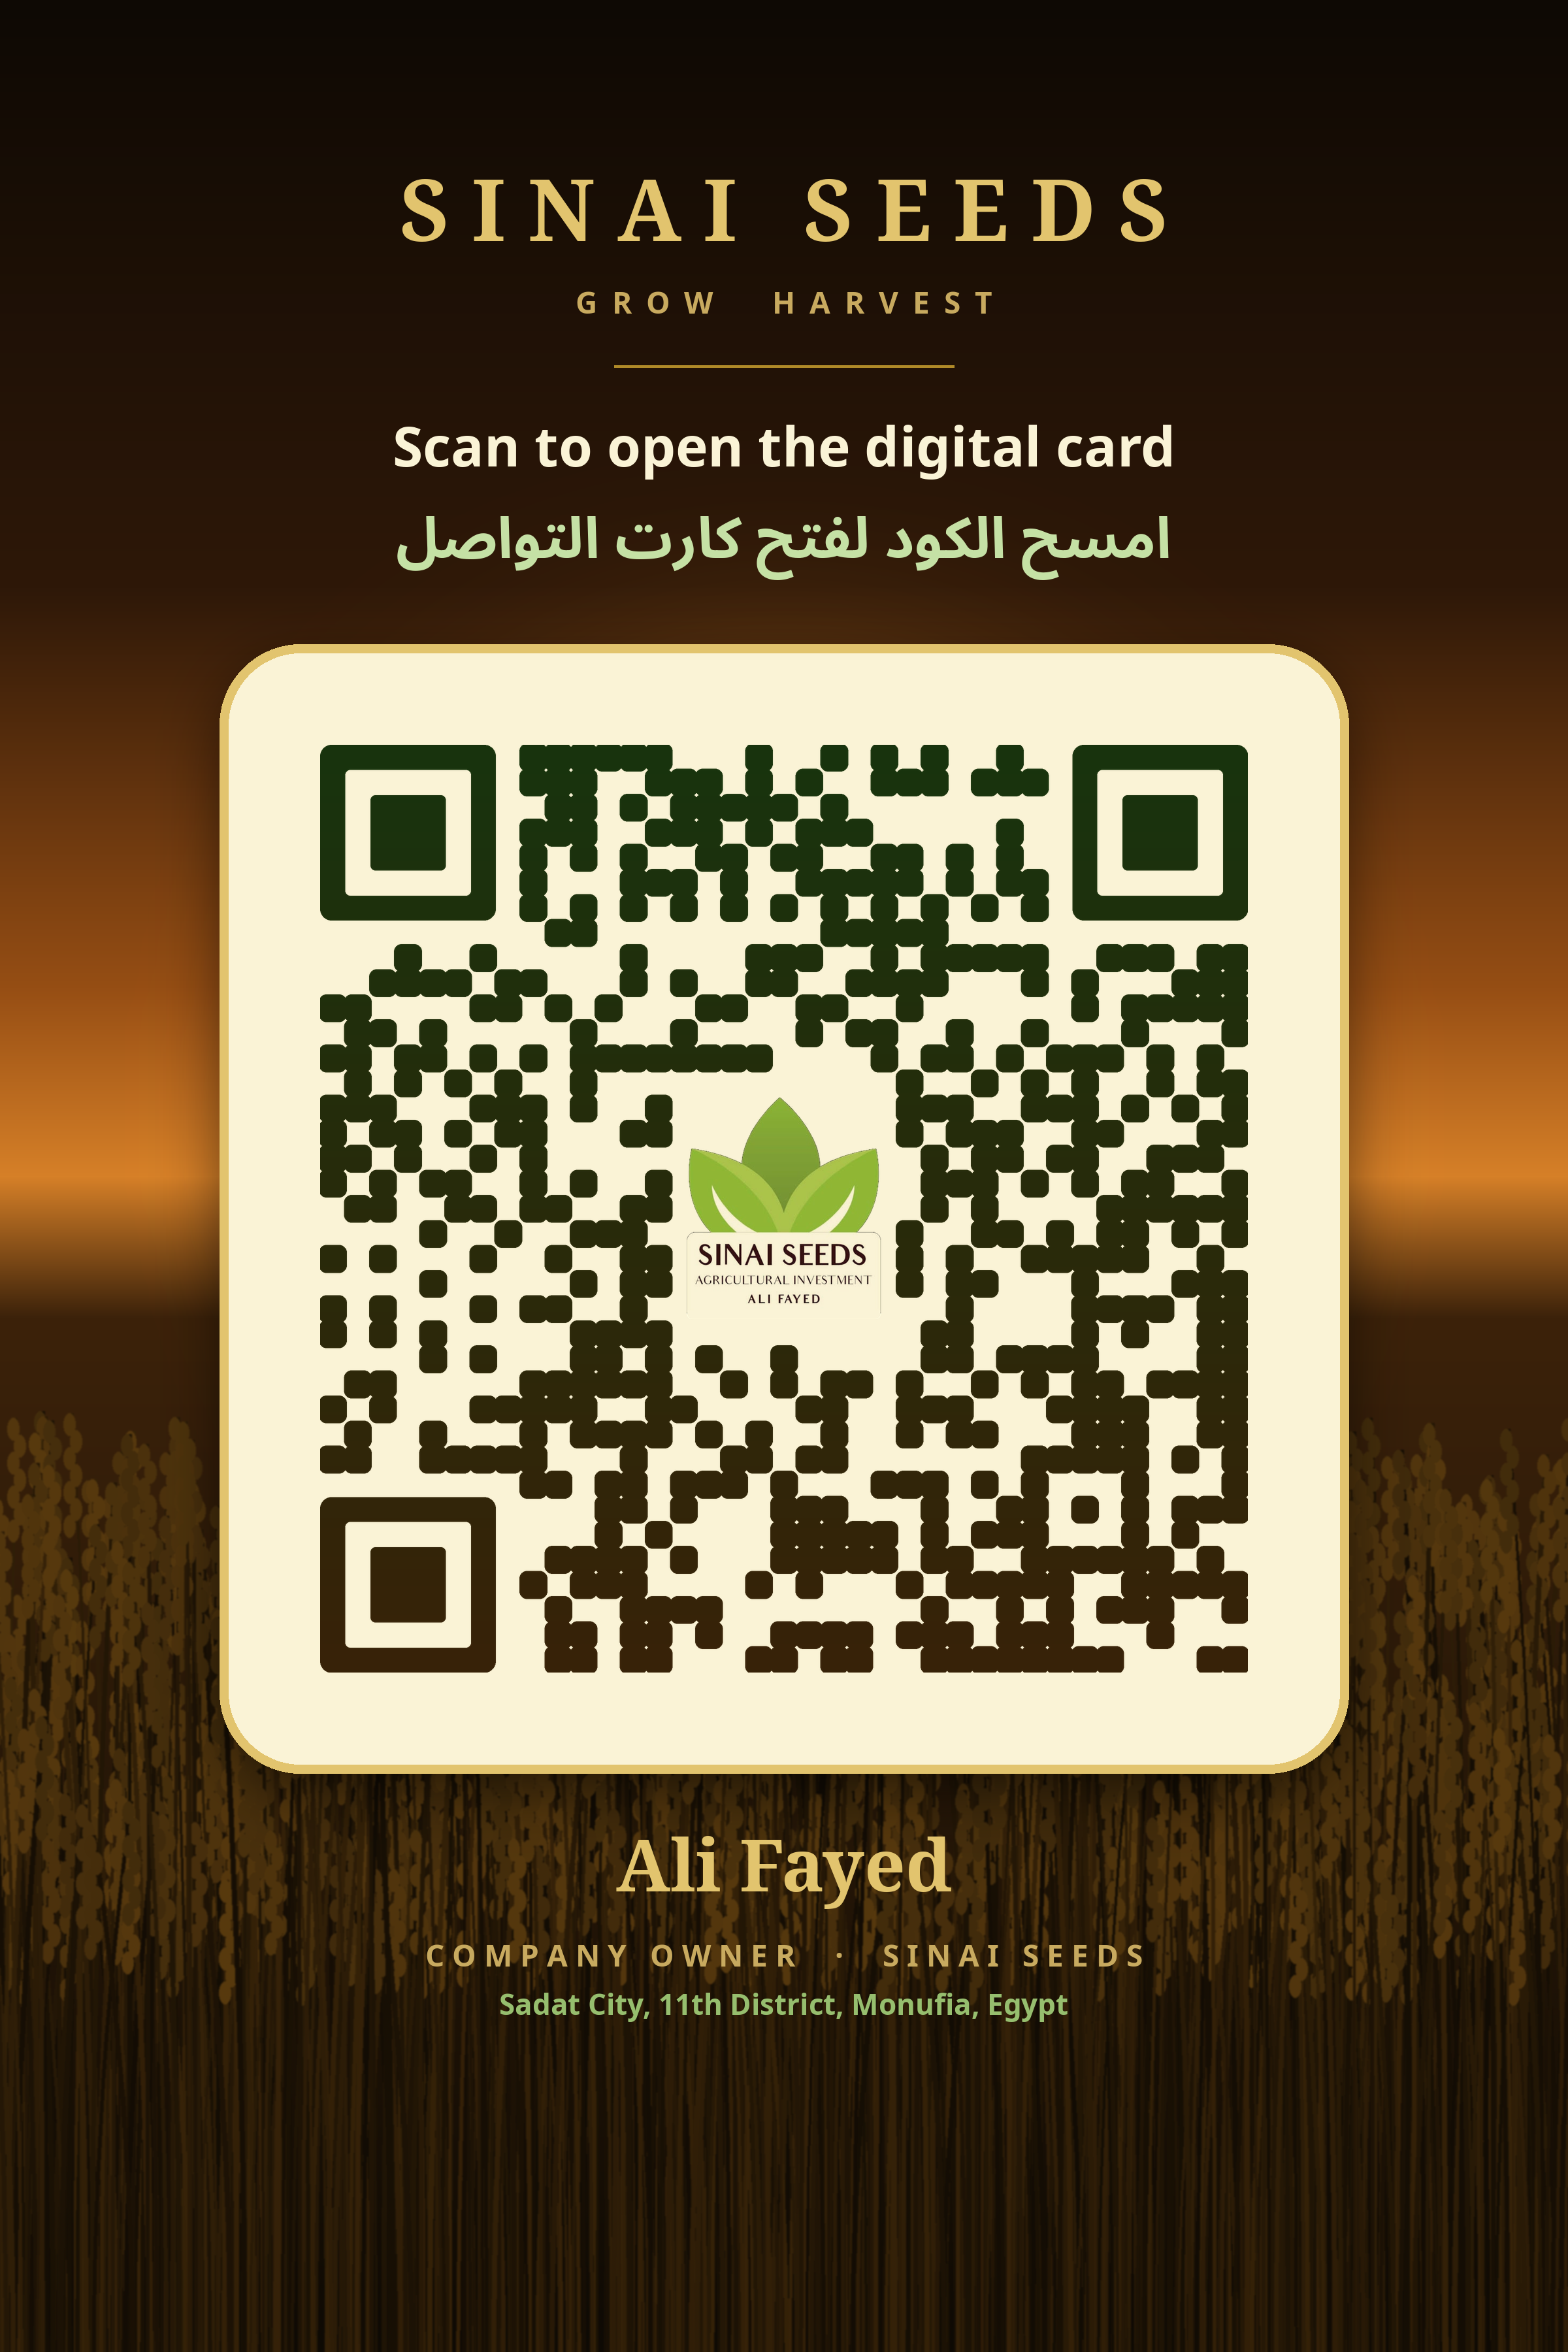 SINAI SEEDS
GROW HARVEST
Scan to open the digital card
امسح الكود لفتح كارت التواصل
SINAI SEEDS
AGRICULTURAL INVESTMENT
ALI FAYED
Ali Fayed
COMPANY OWNER · SINAI SEEDS
Sadat City, 11th District, Monufia, Egypt